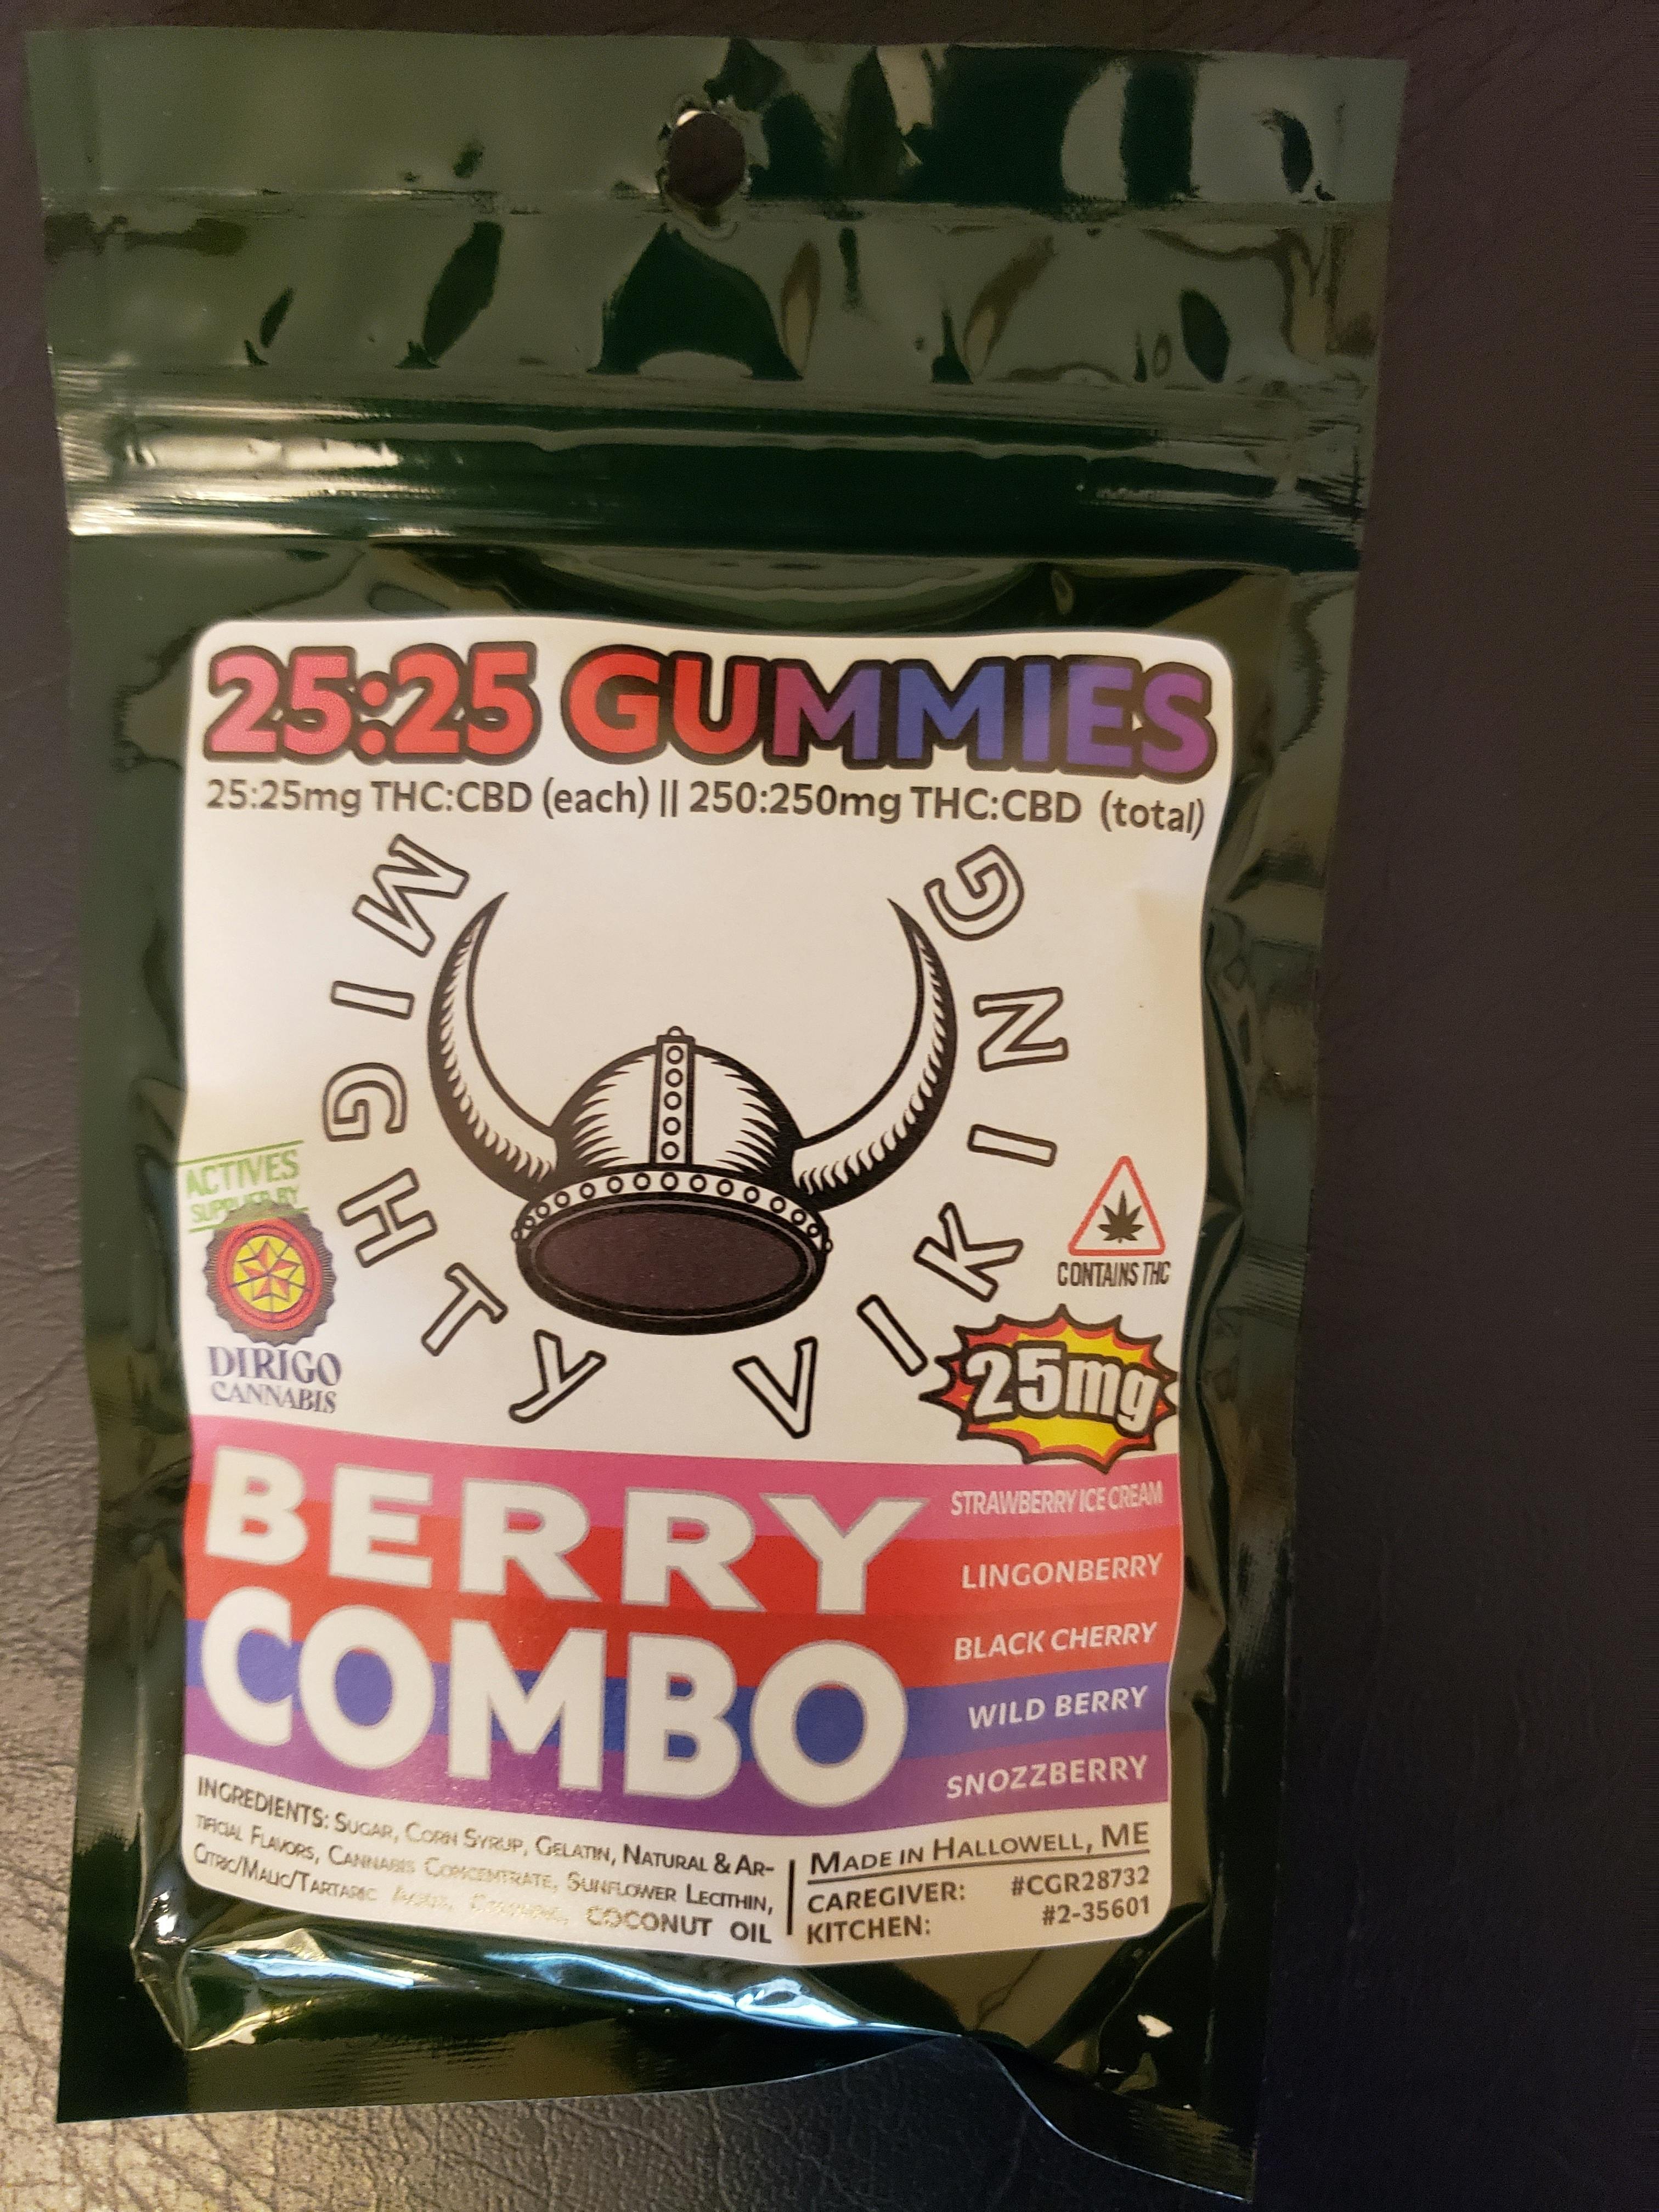 25:25 GUMMIES
25:25mg THC:CBD (each) || 250:250mg THC:CBD (total)
MIGHTY VIKING
ACTIVES
SUPPLIED BY
DIRIGO
CANNABIS
CONTAINS THC
25mg
BERRY
COMBO
STRAWBERRY ICE CREAM
LINGONBERRY
BLACK CHERRY
WILD BERRY
SNOZZBERRY
INGREDIENTS: SUGAR, CORN SYRUP, GELATIN, NATURAL & AR-
TIFICIAL FLAVORS, CANNABIS CONCENTRATE, SUNFLOWER LECITHIN,
CITRIC/MALIC/TARTARIC COCONUT OIL
MADE IN HALLOWELL, ME
CAREGIVER: #CGR28732
KITCHEN: #2-35601